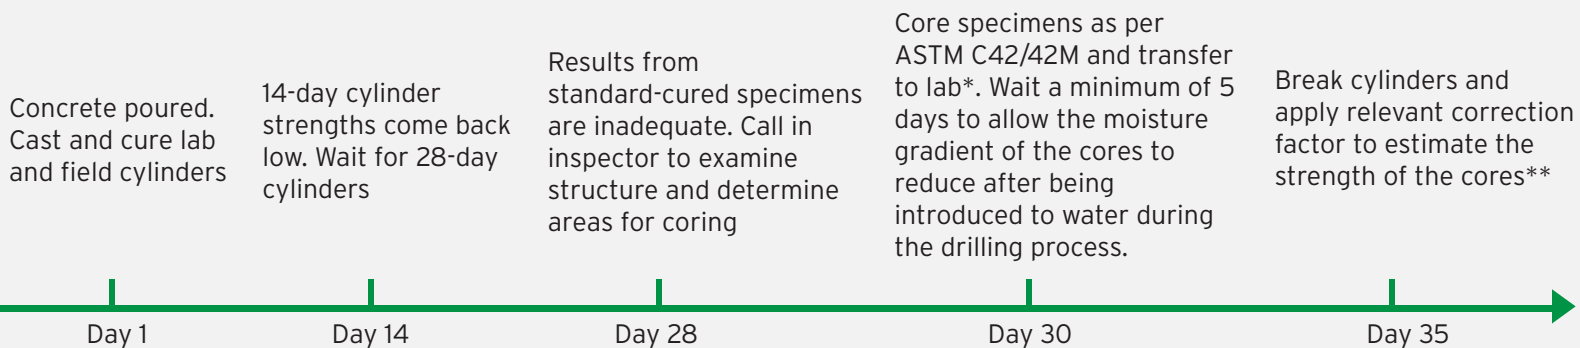 Concrete poured.
Cast and cure lab
and field cylinders
14-day cylinder
strengths come back
low. Wait for 28-day
cylinders
Results from
standard-cured specimens
are inadequate. Call in
inspector to examine
structure and determine
areas for coring
Core specimens as per
ASTM C42/42M and transfer
to lab*. Wait a minimum of 5
days to allow the moisture
gradient of the cores to
reduce after being
introduced to water during
the drilling process.
Break cylinders and
apply relevant correction
factor to estimate the
strength of the cores**
Day 1
Day 14
Day 28
Day 30
Day 35